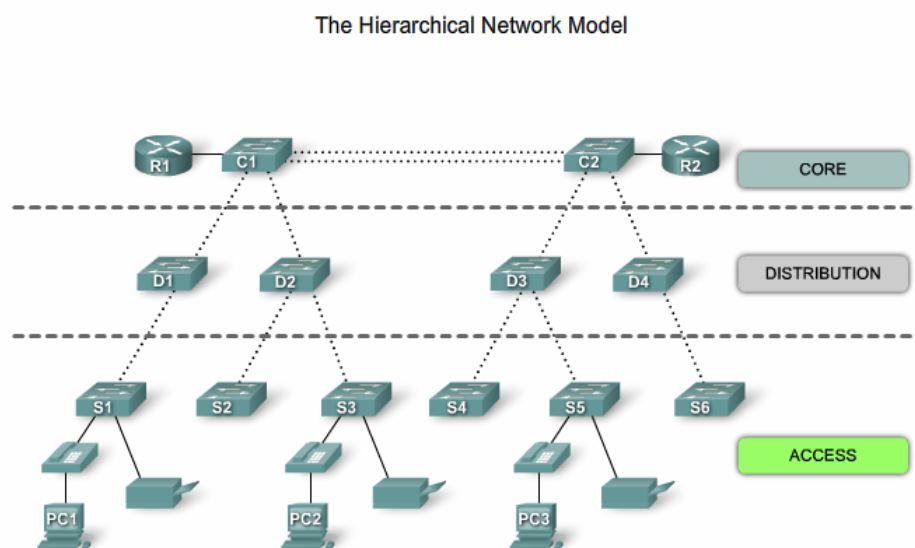 The Hierarchical Network Model
R1
C1
C2
R2
CORE
D1
D2
D3
D4
DISTRIBUTION
S1
S2
S3
S4
S5
S6
ACCESS
PC1
PC2
PC3